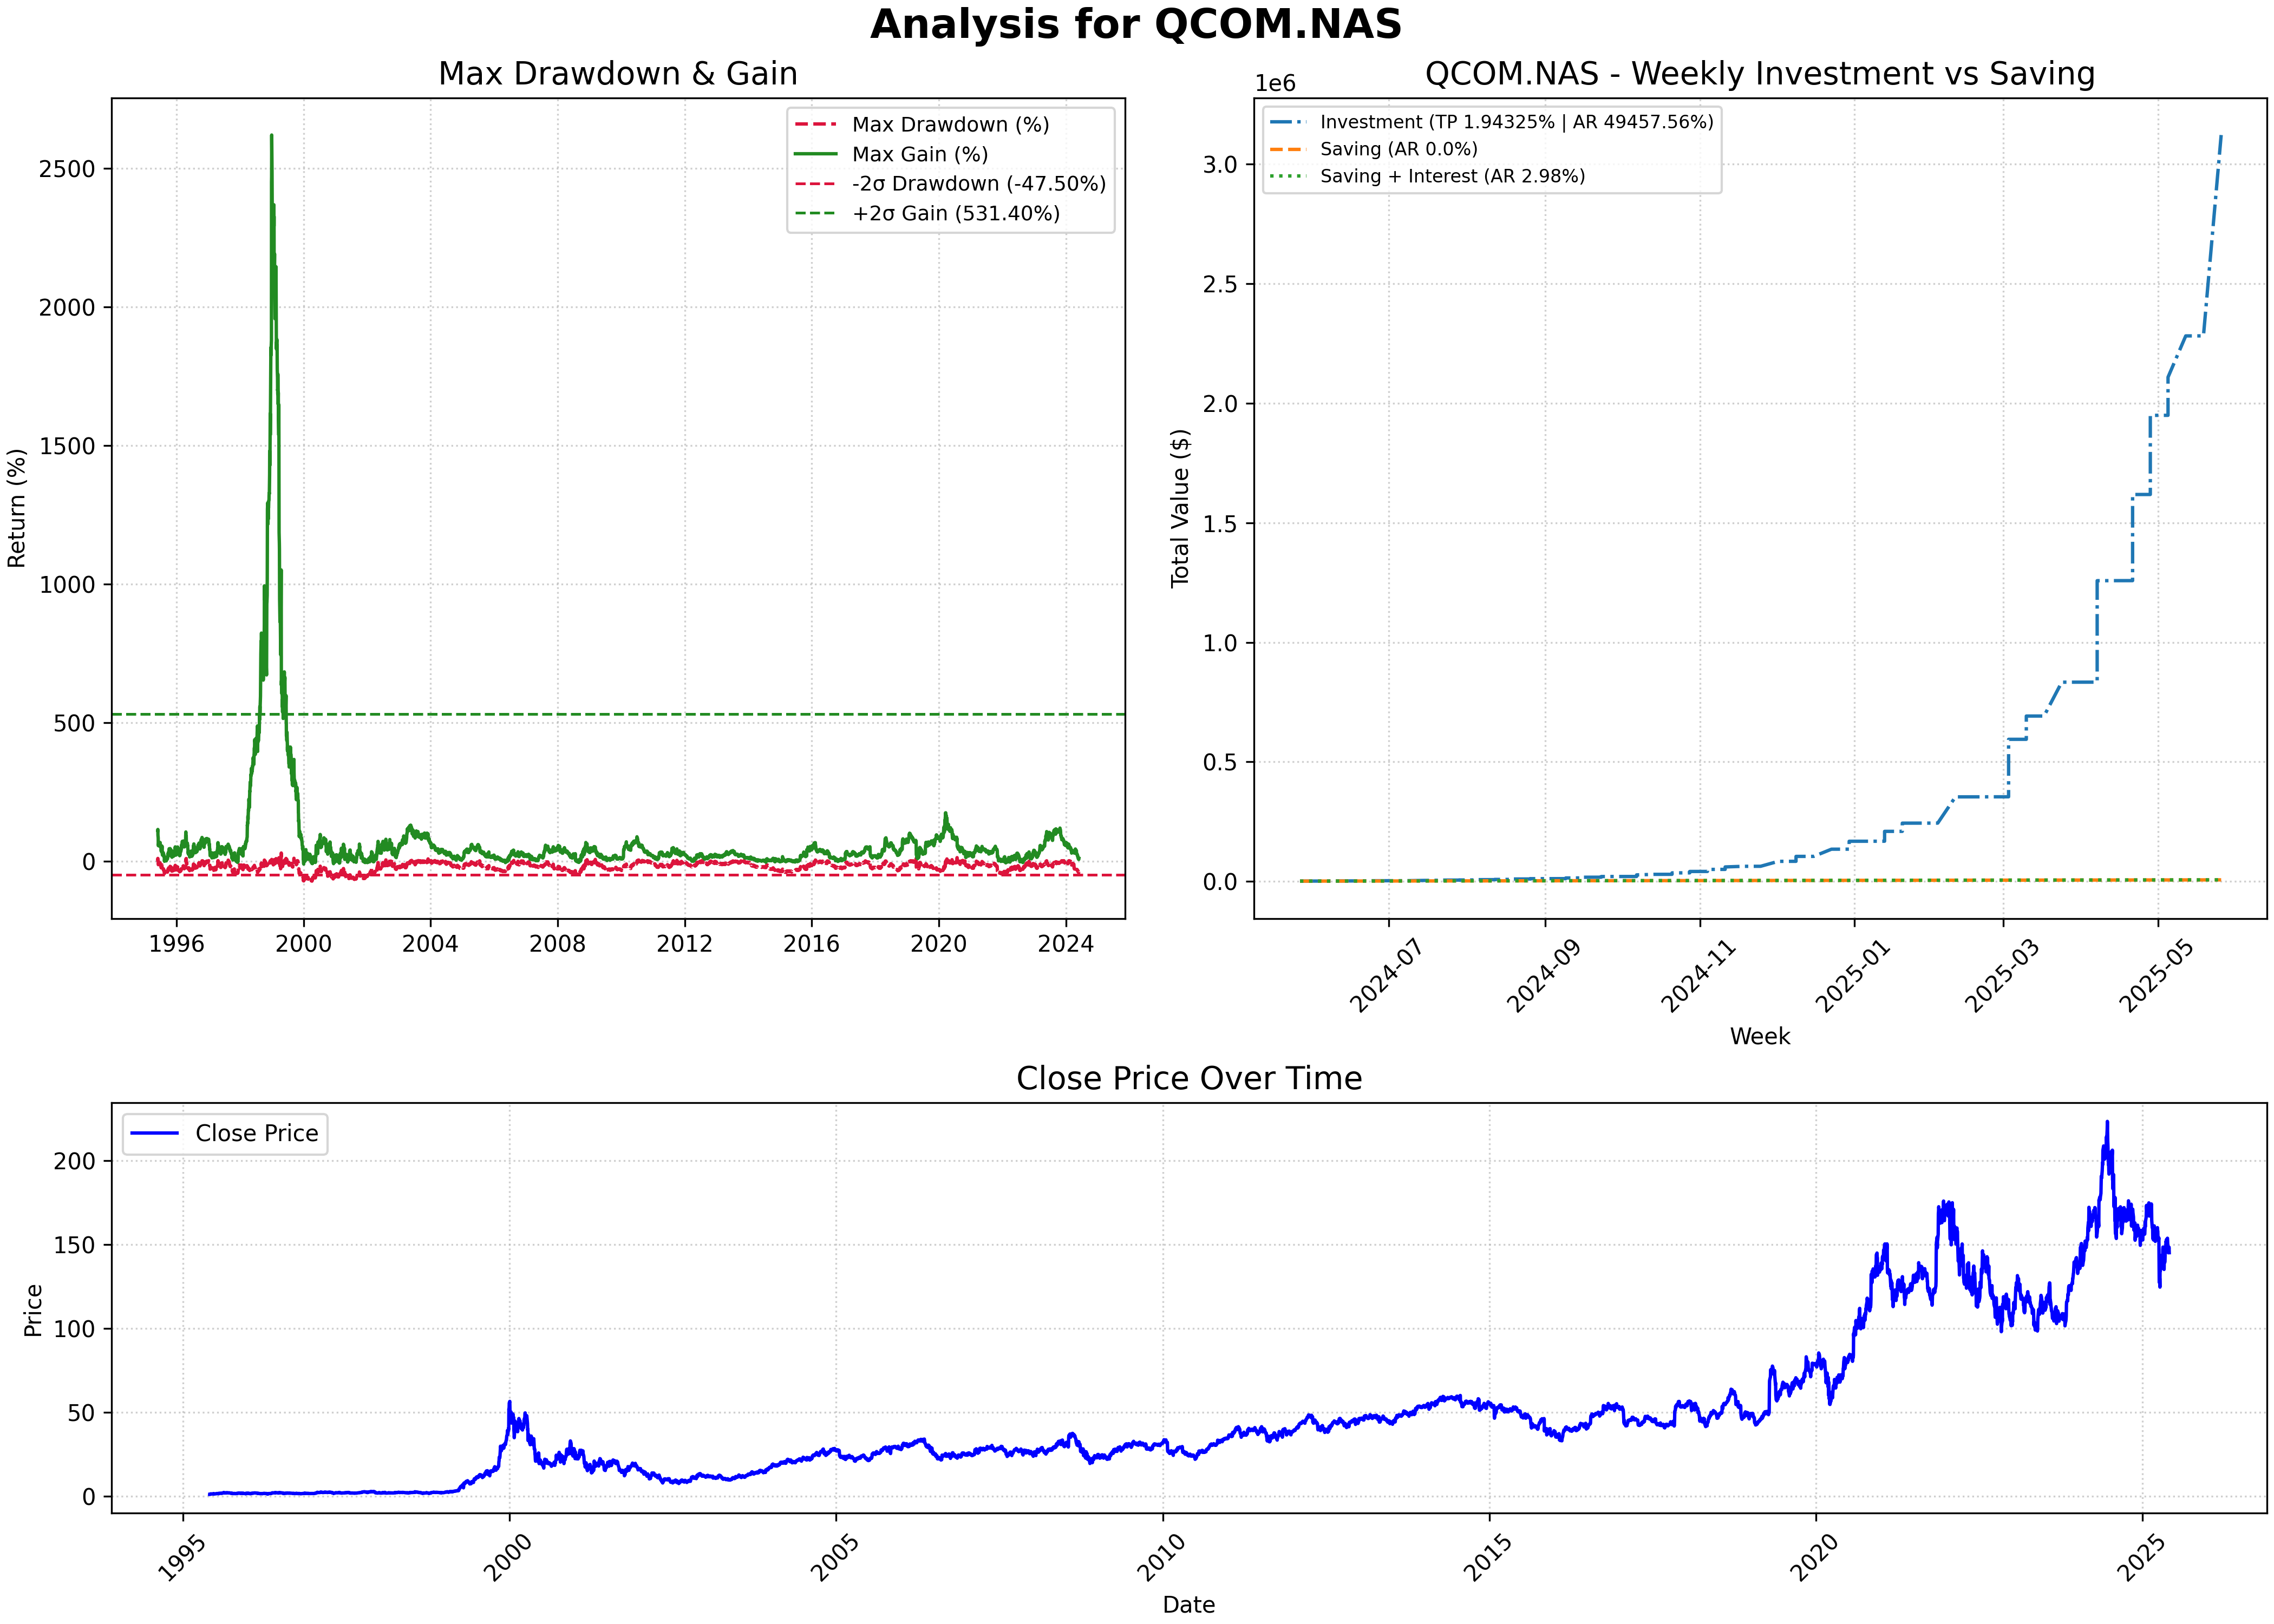 Analysis for QCOM.NAS
Max Drawdown & Gain
Return (%)
2500
2000
1500
1000
500
0
Max Drawdown (%)
Max Gain (%)
-2σ Drawdown (-47.50%)
+2σ Gain (531.40%)
1996 2000 2004 2008 2012 2016 2020 2024
QCOM.NAS - Weekly Investment vs Saving
1e6
Total Value ($)
3.0
2.5
2.0
1.5
1.0
0.5
0.0
Investment (TP 1.94325% | AR 49457.56%)
Saving (AR 0.0%)
Saving + Interest (AR 2.98%)
2024-07 2024-09 2024-11 2025-01 2025-03 2025-05
Week
Close Price Over Time
Price
200
150
100
50
0
Close Price
1995 2000 2005 2010 2015 2020 2025
Date